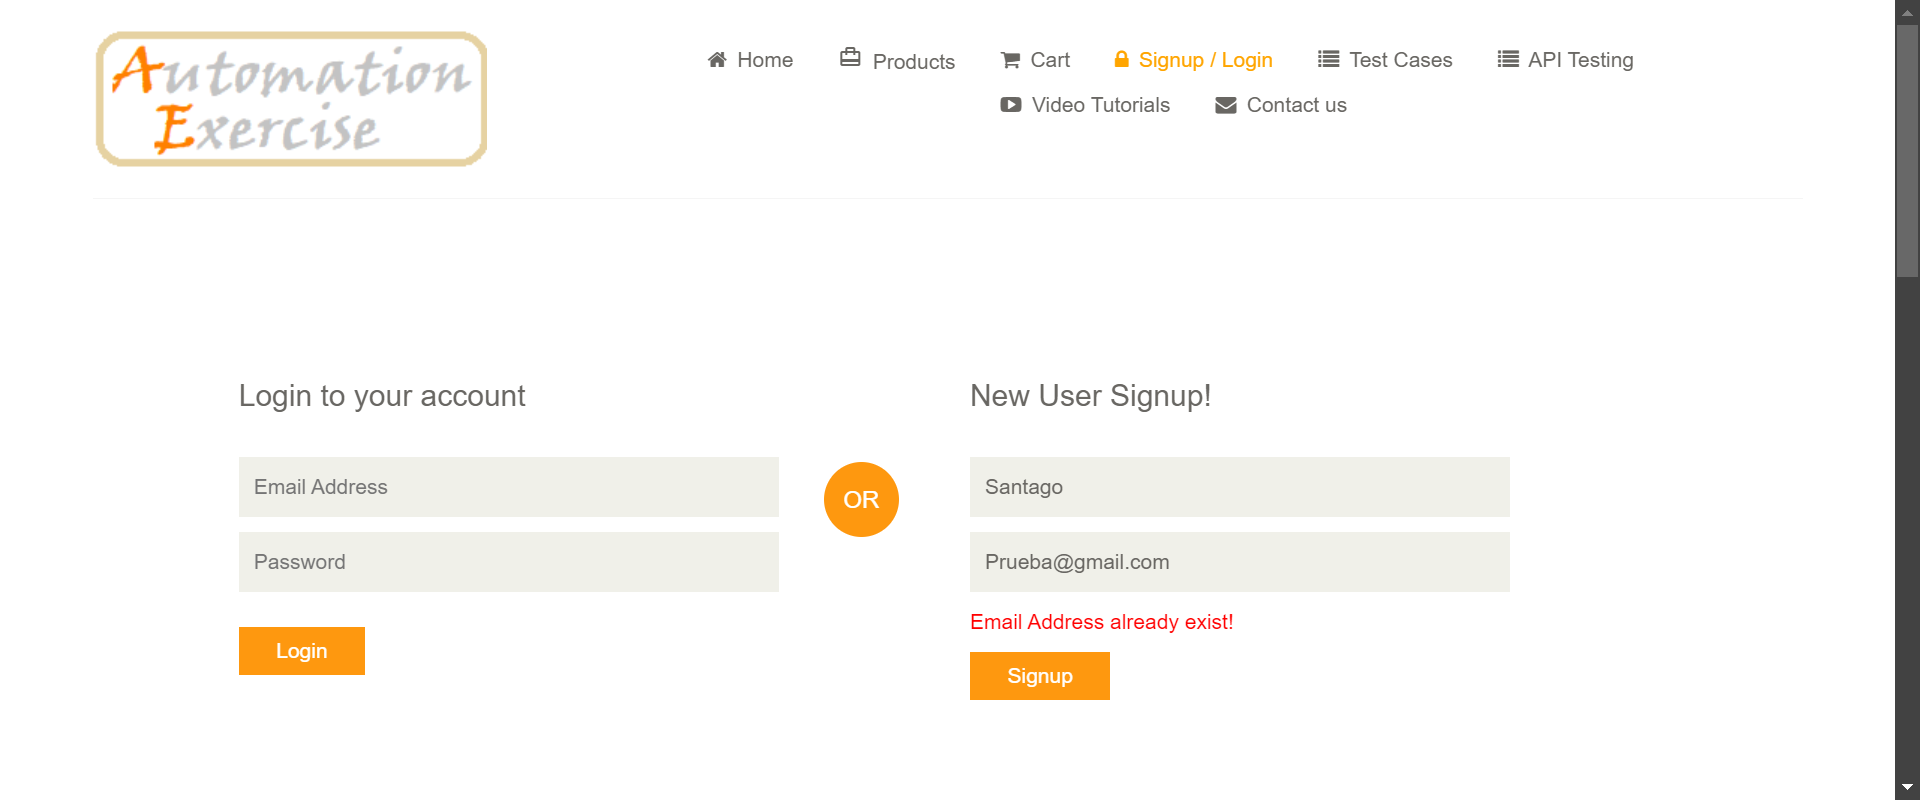 Automation
Exercise
Home Products Cart Signup / Login Test Cases API Testing
Video Tutorials Contact us
Login to your account
Email Address
Password
Login
OR
New User Signup!
Santago
Prueba@gmail.com
Email Address already exist!
Signup